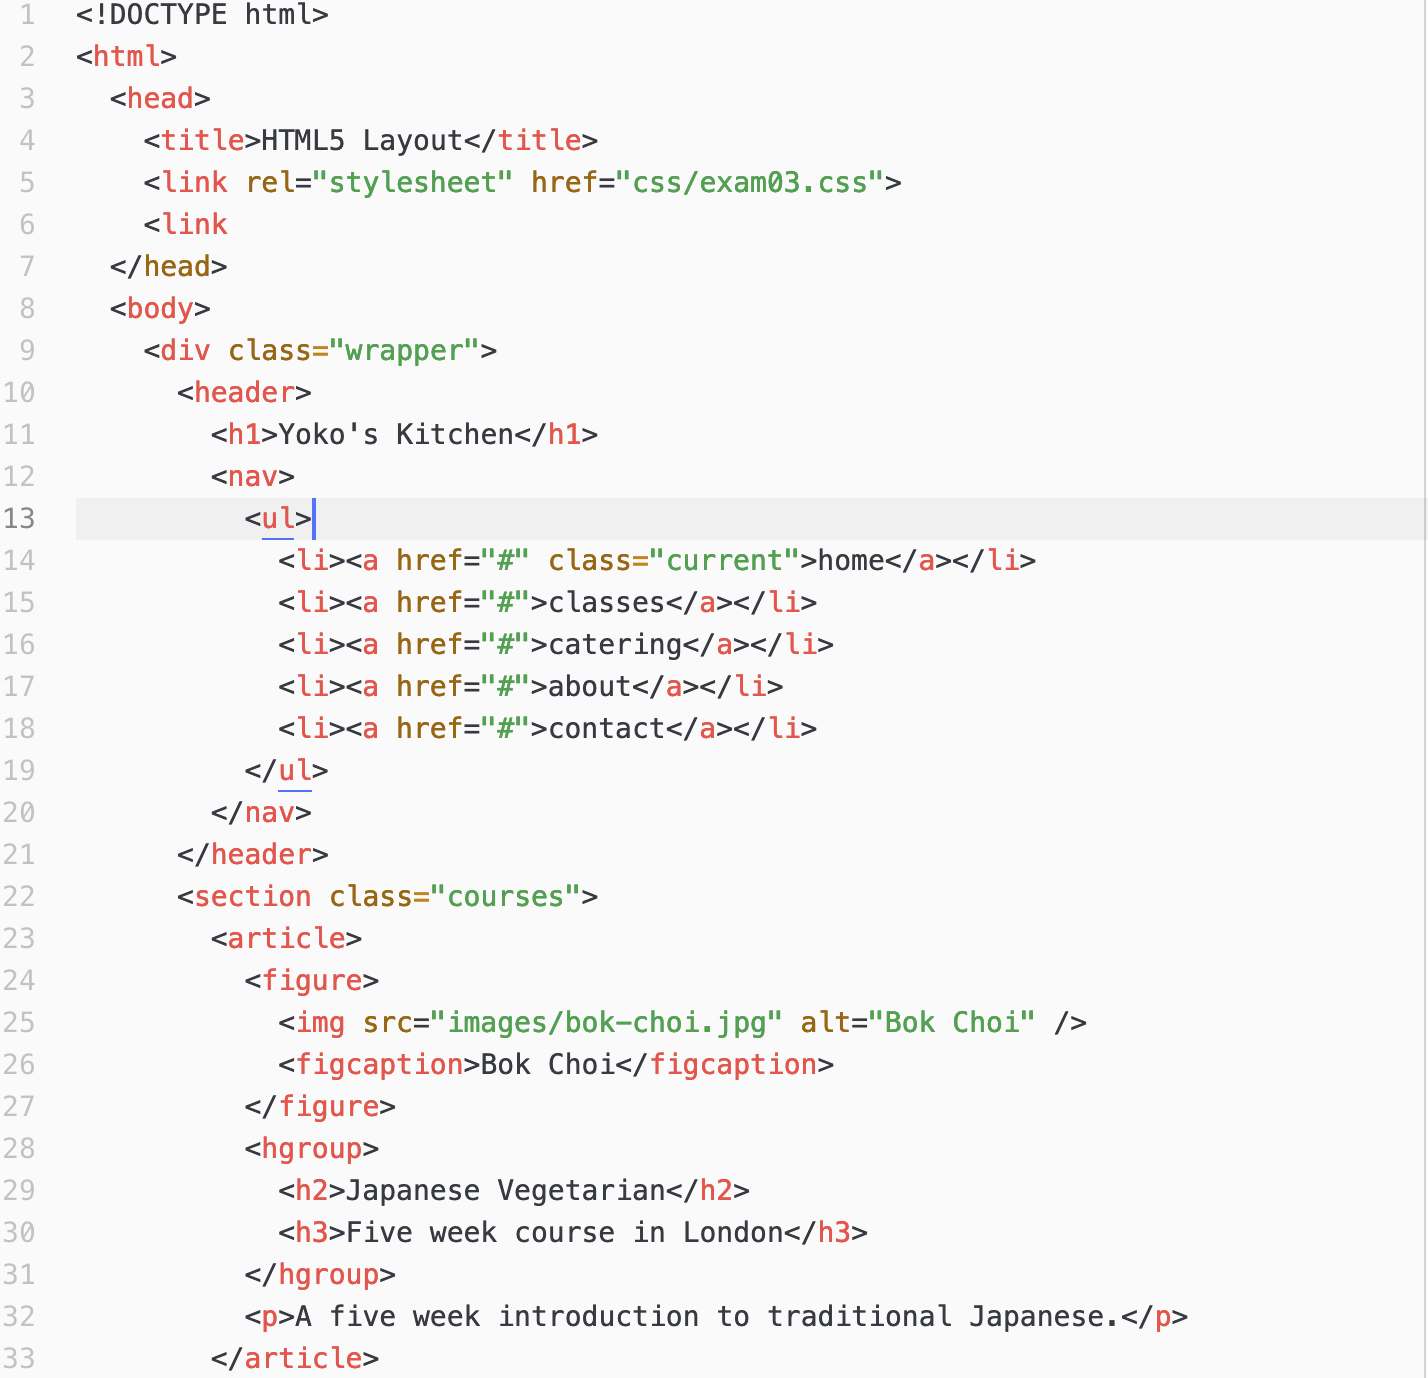 1 <!DOCTYPE html>
2 <html>
3   <head>
4     <title>HTML5 Layout</title>
5     <link rel="stylesheet" href="css/exam03.css">
6     <link
7   </head>
8   <body>
9     <div class="wrapper">
10       <header>
11         <h1>Yoko's Kitchen</h1>
12         <nav>
13           <ul>
14             <li><a href="#" class="current">home</a></li>
15             <li><a href="#">classes</a></li>
16             <li><a href="#">catering</a></li>
17             <li><a href="#">about</a></li>
18             <li><a href="#">contact</a></li>
19           </ul>
20         </nav>
21       </header>
22       <section class="courses">
23         <article>
24           <figure>
25             <img src="images/bok-choi.jpg" alt="Bok Choi" />
26             <figcaption>Bok Choi</figcaption>
27           </figure>
28           <hgroup>
29             <h2>Japanese Vegetarian</h2>
30             <h3>Five week course in London</h3>
31           </hgroup>
32           <p>A five week introduction to traditional Japanese.</p>
33         </article>